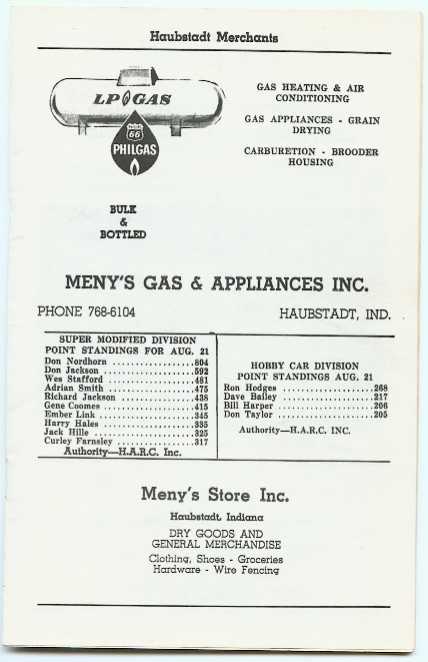 Haubstadt Merchants
LP GAS
Phillips
66
PHILGAS
BULK
&
BOTTLED
GAS HEATING & AIR
CONDITIONING
GAS APPLIANCES - GRAIN
DRYING
CARBURETION - BROODER
HOUSING
MENY'S GAS & APPLIANCES INC.
PHONE 768-6104 HAUBSTADT, IND.
SUPER MODIFIED DIVISION
POINT STANDINGS FOR AUG. 21
Don Nordhorn ....................804
Don Jackson .....................592
Wes Stafford ....................481
Adrian Smith ....................475
Richard Jackson .................438
Gene Coomes .....................415
Ember Link ......................345
Harry Hales .....................335
Jack Hille ......................325
Curley Farnsley .................317
Authority—H.A.R.C. Inc.
HOBBY CAR DIVISION
POINT STANDINGS AUG. 21
Ron Hodges ....................268
Dave Bailey ...................217
Bill Harper ...................206
Don Taylor ....................205
Authority—H.A.R.C. INC.
Meny's Store Inc.
Haubstadt, Indiana
DRY GOODS AND
GENERAL MERCHANDISE
Clothing, Shoes - Groceries
Hardware - Wire Fencing